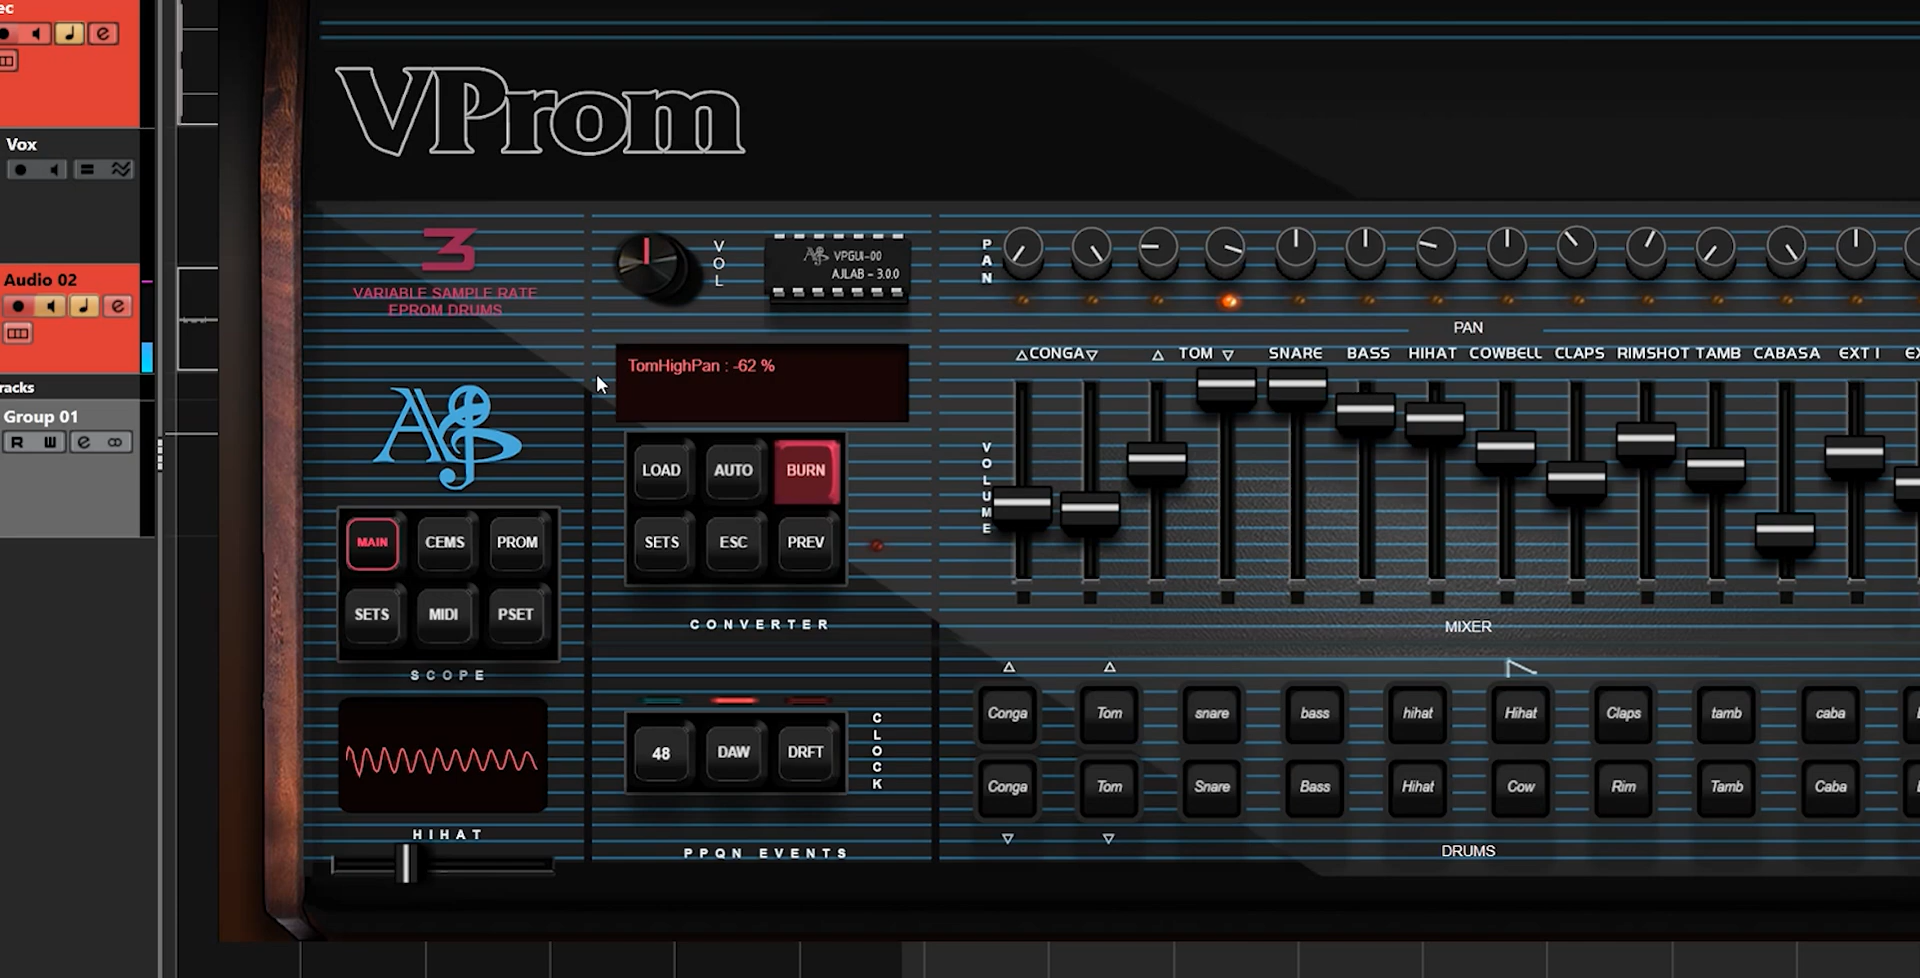 ec
e
Vox
Audio 02
e
racks
Group 01
R W e
VProm
3
VARIABLE SAMPLE RATE
EPROM DRUMS
VOL
VPGUI-00
AJLAB - 3.0.0
TomHighPan : -62 %
LOAD AUTO BURN
SETS ESC PREV
CONVERTER
MAIN CEMS PROM
SETS MIDI PSET
SCOPE
HIHAT
48 DAW DRFT
CLOCK
PPQN EVENTS
PAN
PAN
CONGA TOM SNARE BASS HIHAT COWBELL CLAPS RIMSHOT TAMB CABASA EXT I EX
VOLUME
MIXER
Conga Tom snare bass hihat Hihat Claps tamb caba
Conga Tom Snare Bass Hihat Cow Rim Tamb Caba
DRUMS